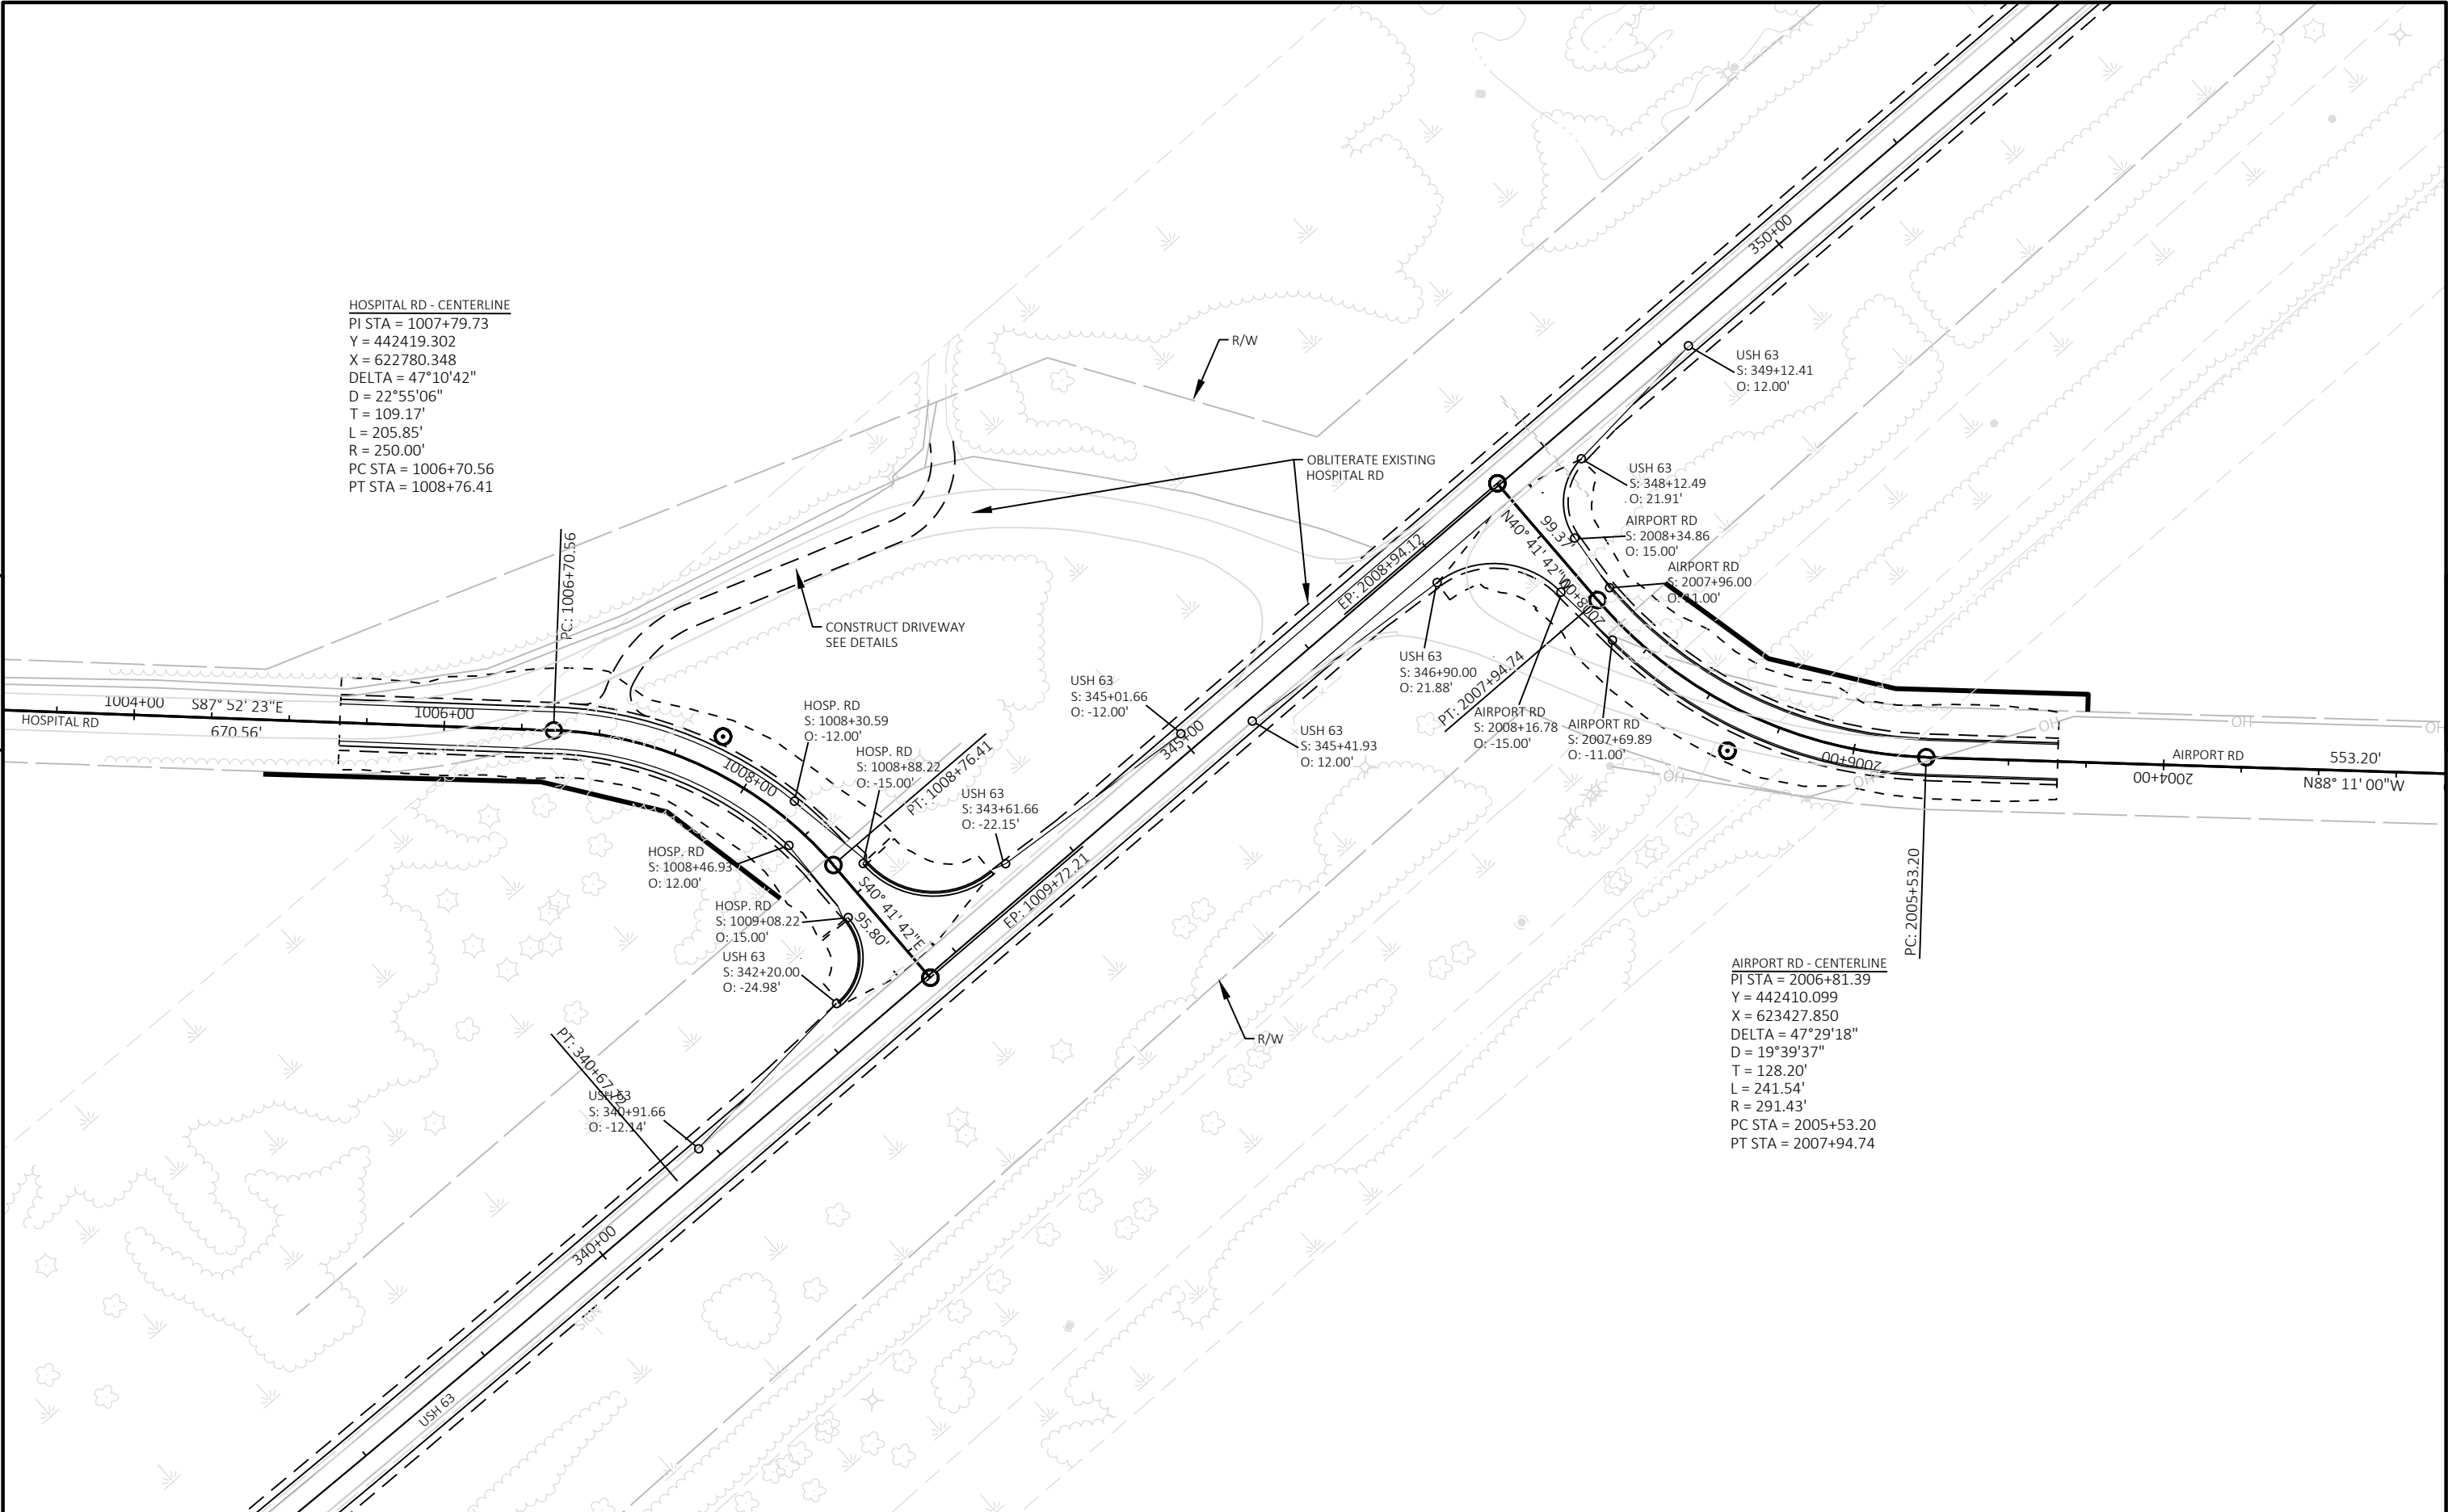 HOSPITAL RD - CENTERLINE
PI STA = 1007+79.73
Y = 442419.302
X = 622780.348
DELTA = 47°10'42"
D = 22°55'06"
T = 109.17'
L = 205.85'
R = 250.00'
PC STA = 1006+70.56
PT STA = 1008+76.41
R/W
350+00
USH 63
S: 349+12.41
O: 12.00'
OBLITERATE EXISTING
HOSPITAL RD
USH 63
S: 348+12.49
O: 21.91'
AIRPORT RD
S: 2008+34.86
O: 15.00'
AIRPORT RD
S: 2007+96.00
O: 11.00'
99.37'
N40° 41' 42"W
2008+00
EP: 2008+94.12
PC: 1006+70.56
CONSTRUCT DRIVEWAY
SEE DETAILS
USH 63
S: 346+90.00
O: 21.88'
PT: 2007+94.74
AIRPORT RD
S: 2008+16.78
O: -15.00'
AIRPORT RD
S: 2007+69.89
O: -11.00'
USH 63
S: 345+01.66
O: -12.00'
345+00
USH 63
S: 345+41.93
O: 12.00'
1004+00
S87° 52' 23"E
HOSPITAL RD
670.56'
1006+00
HOSP. RD
S: 1008+30.59
O: -12.00'
HOSP. RD
S: 1008+88.22
O: -15.00'
1008+00
PT: 1008+76.41
USH 63
S: 343+61.66
O: -22.15'
OH
OH
OH
OH
OH
2006+00
AIRPORT RD
553.20'
2004+00
N88° 11' 00"W
HOSP. RD
S: 1008+46.93
O: 12.00'
HOSP. RD
S: 1009+08.22
O: 15.00'
S40° 41' 42"E
95.80'
EP: 1009+72.21
USH 63
S: 342+20.00
O: -24.98'
PC: 2005+53.20
AIRPORT RD - CENTERLINE
PI STA = 2006+81.39
Y = 442410.099
X = 623427.850
DELTA = 47°29'18"
D = 19°39'37"
T = 128.20'
L = 241.54'
R = 291.43'
PC STA = 2005+53.20
PT STA = 2007+94.74
R/W
USH 63
S: 340+91.66
O: -12.14'
340+00
SIGN
USH 63